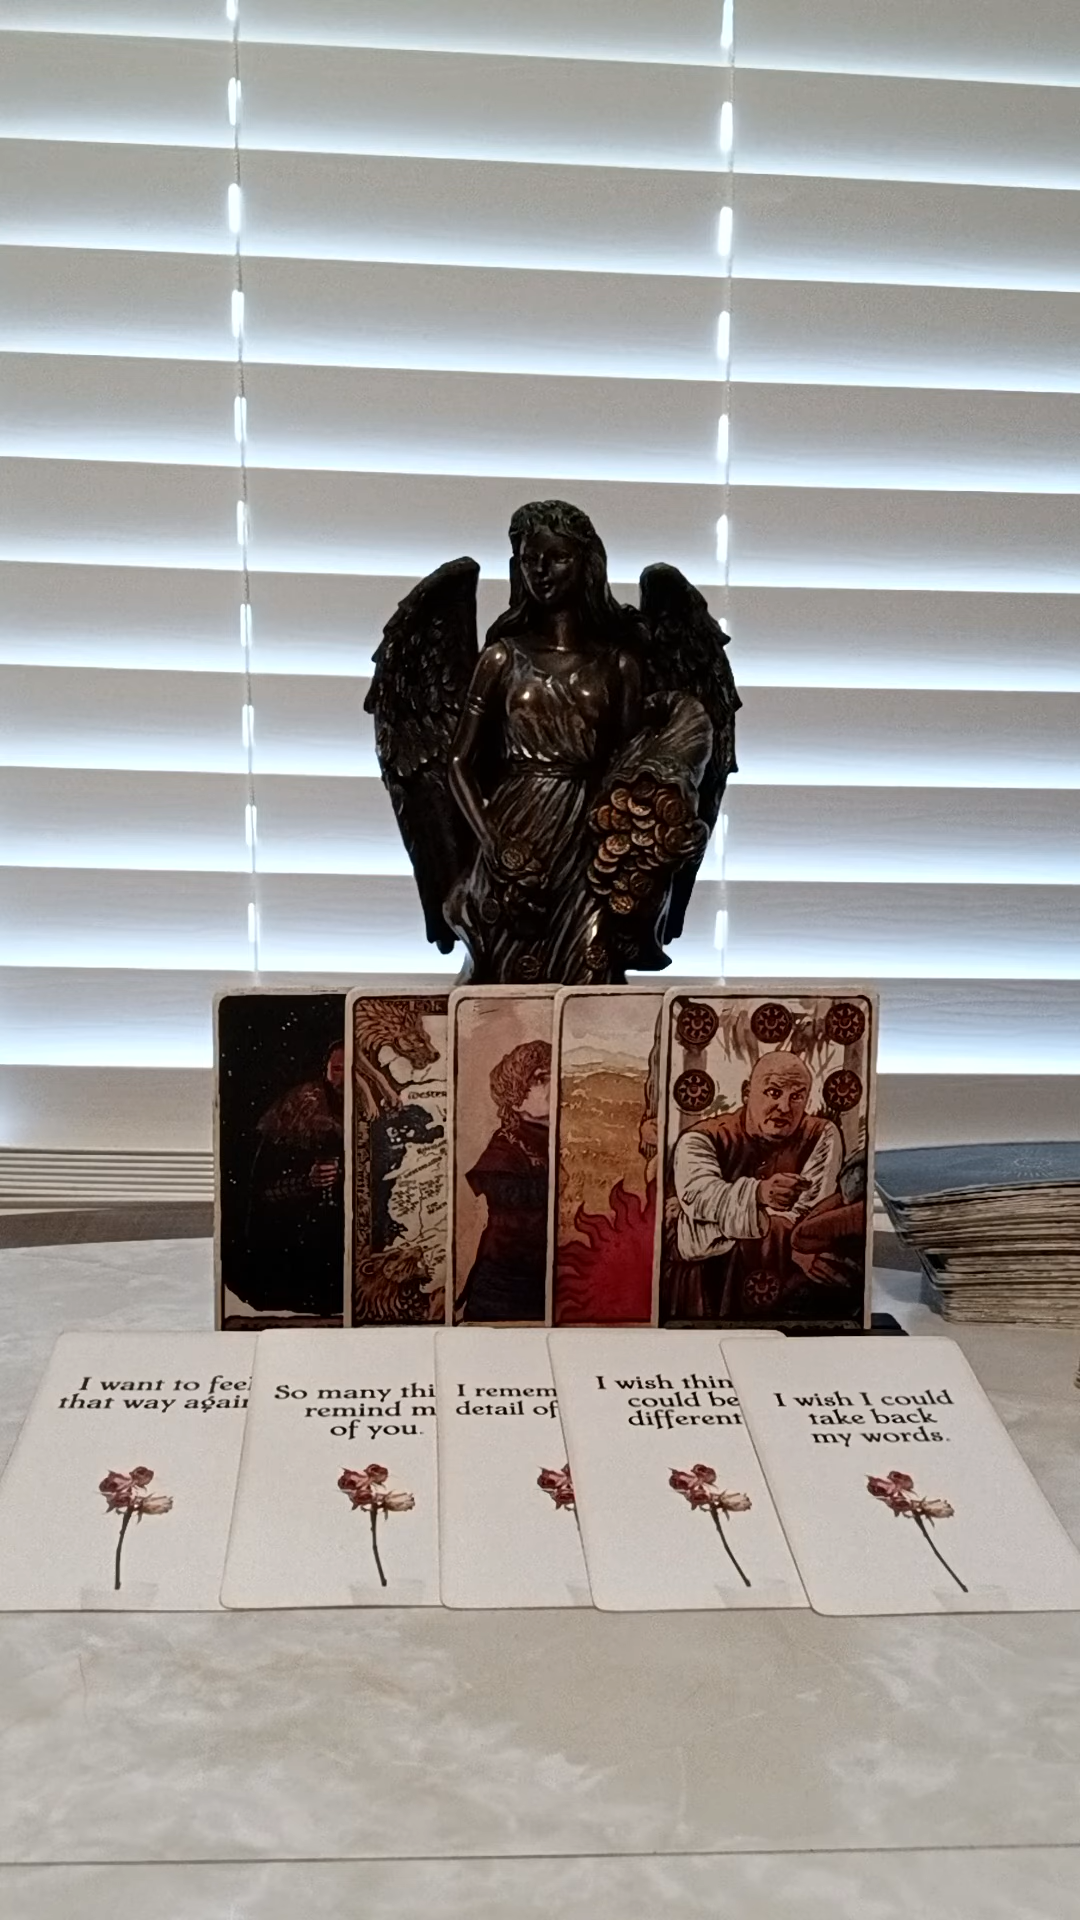 I want to feel
that way again
So many thi
remind m
of you.
I remem
detail of
I wish thin
could be
different
I wish I could
take back
my words.